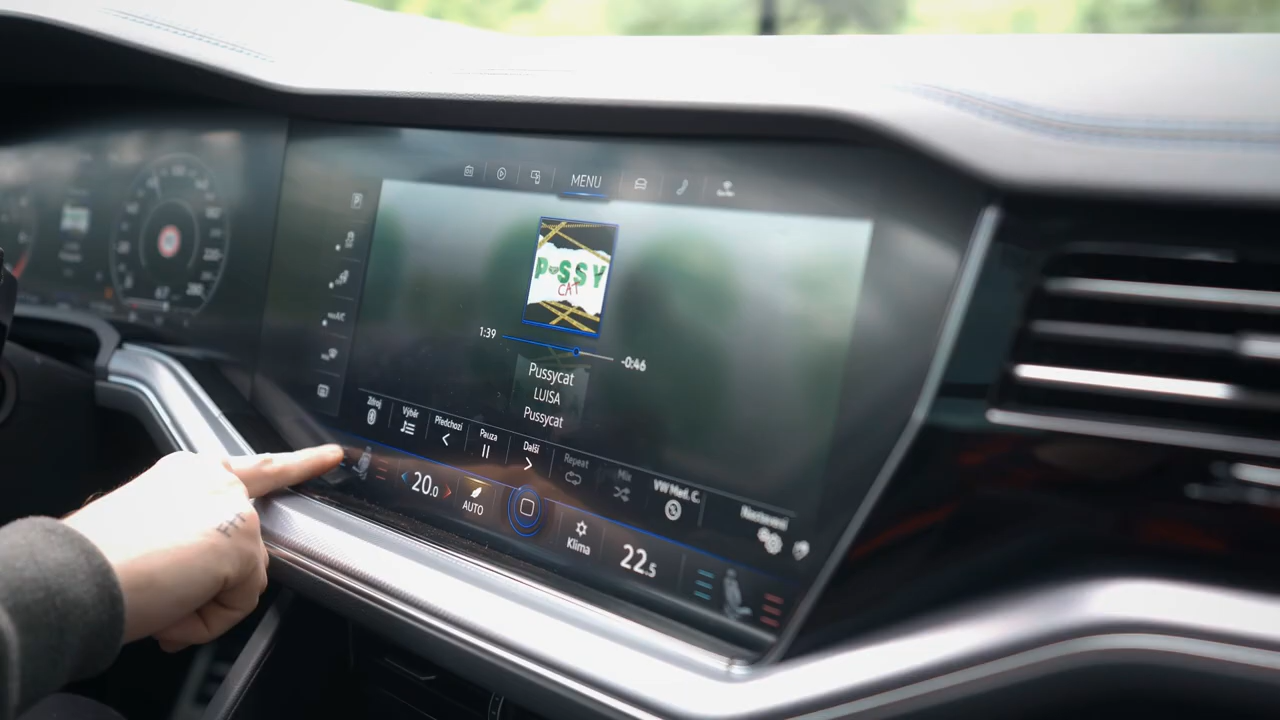 MENU
P SSY
CAT
1:39
-0:46
Pussycat
LUISA
Pussycat
Zdroj
Výběr
Předchozí
Pauza
Další
Repeat
Mix
VW Med. C.
Nastavení
20.0
AUTO
Klima
22.5